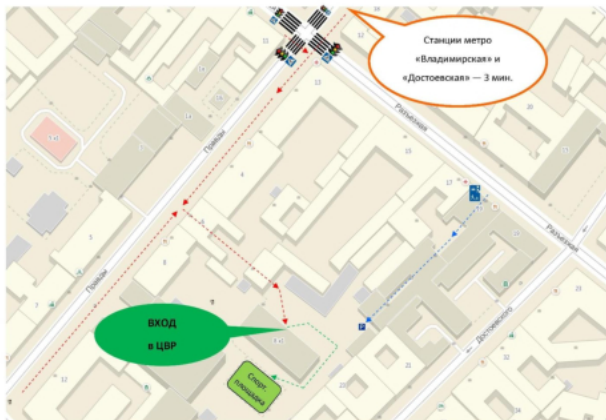 Станции метро
«Владимирская» и
«Достоевская» — 3 мин.
Разъезжая
Правды
Разъезжая
Правды
Достоевского
ВХОД
в ЦВР
Спорт
площадка
P